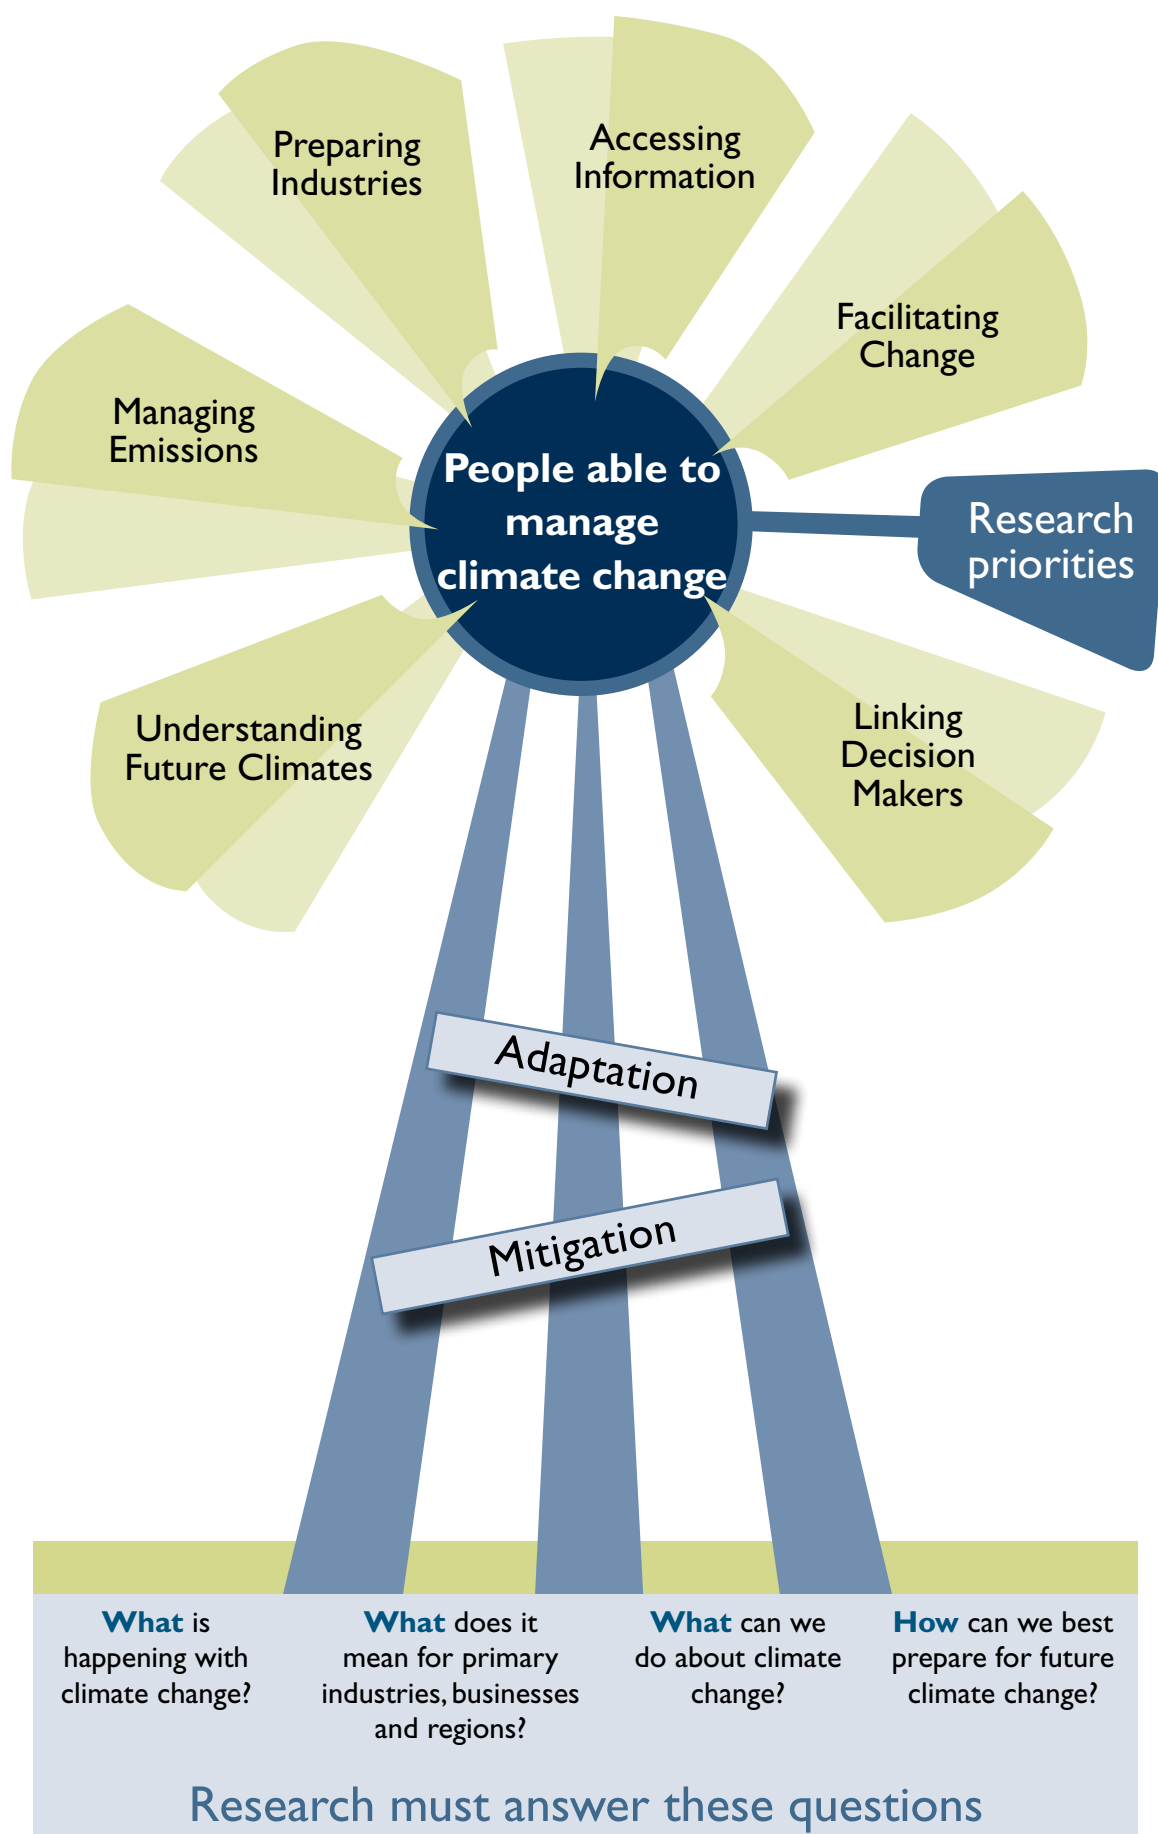 Preparing
Industries
Accessing
Information
Facilitating
Change
Managing
Emissions
People able to
manage
climate change
Research
priorities
Understanding
Future Climates
Linking
Decision
Makers
Adaptation
Mitigation
What is
happening with
climate change?
What does it
mean for primary
industries, businesses
and regions?
What can we
do about climate
change?
How can we best
prepare for future
climate change?
Research must answer these questions